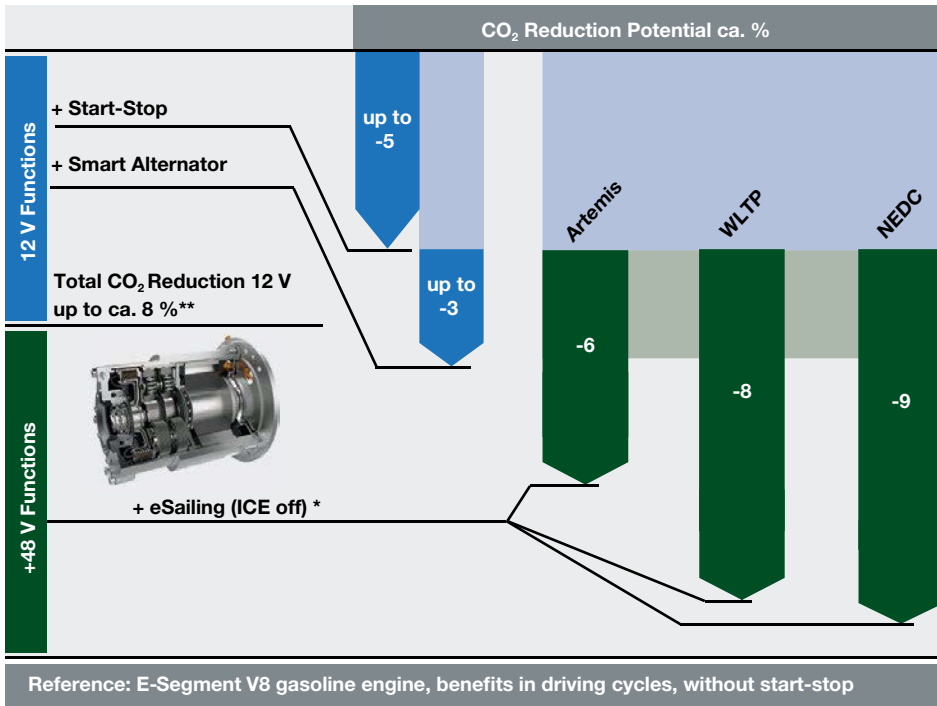 CO₂ Reduction Potential ca. %
12 V Functions
+ Start-Stop
+ Smart Alternator
Total CO₂ Reduction 12 V
up to ca. 8 %**
up to
-5
up to
-3
Artemis
WLTP
NEDC
-6
-8
-9
+48 V Functions
+ eSailing (ICE off) *
Reference: E-Segment V8 gasoline engine, benefits in driving cycles, without start-stop